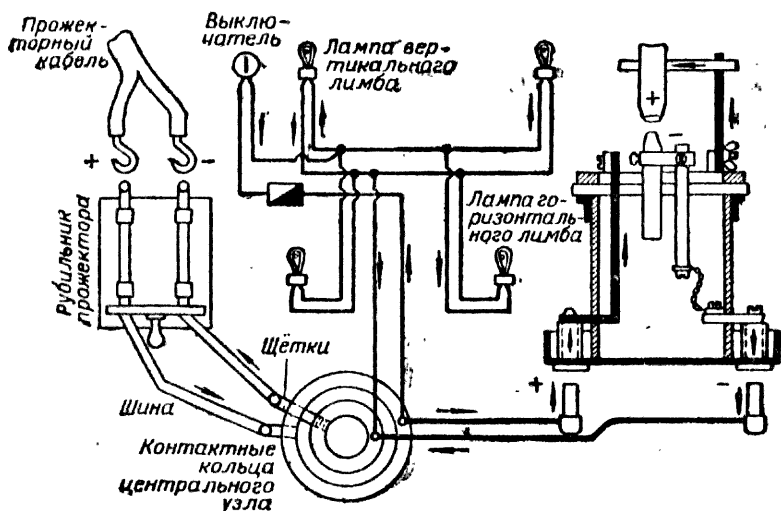 Прожек-
торный
кабель
Выклю-
чатель
Лампа вер-
тикального
лимба
+
-
+
-
Рубильник
прожектора
Лампа го-
ризонталь-
ного лимба
Щётки
Шина
+
-
Контактные
кольца
центрального
узла